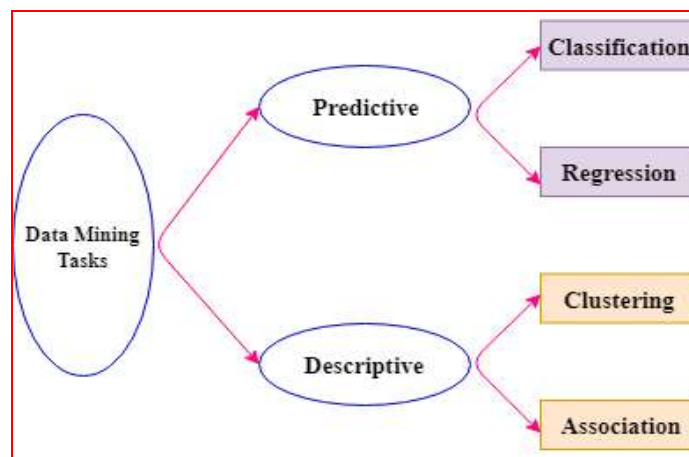 Data Mining
Tasks
Predictive
Classification
Regression
Descriptive
Clustering
Association